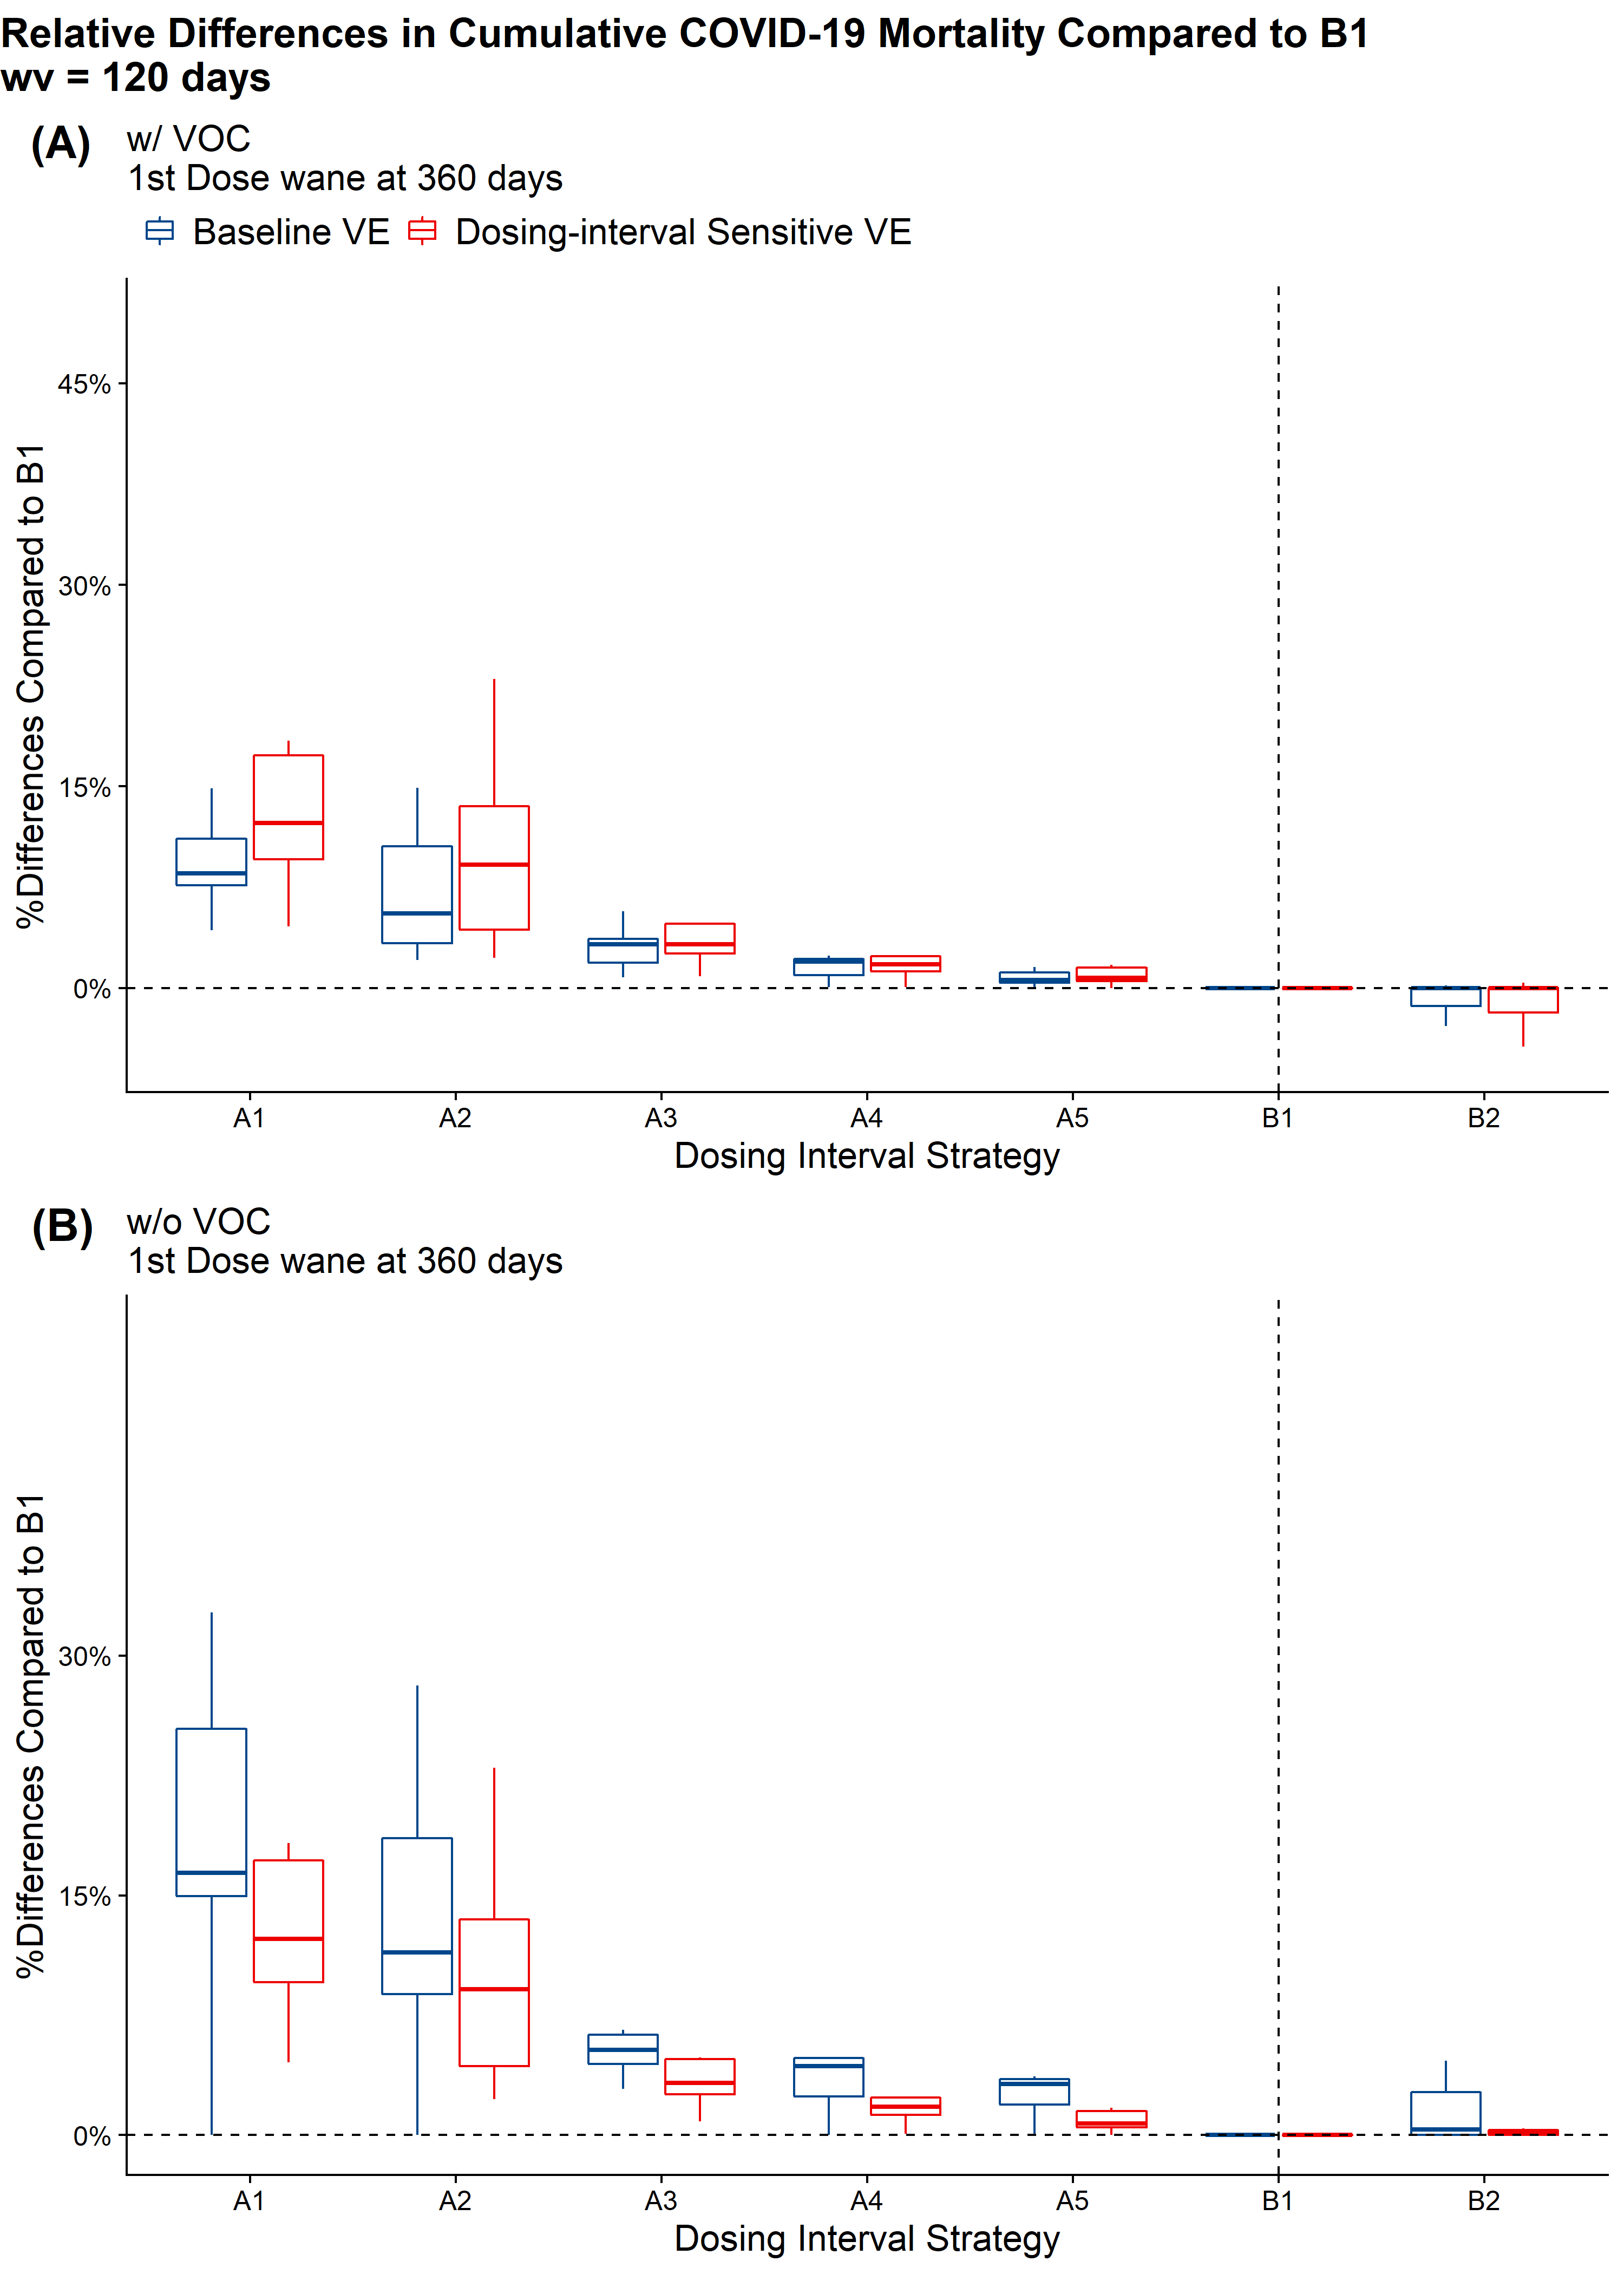 Relative Differences in Cumulative COVID-19 Mortality Compared to B1
wv = 120 days
(A)
w/ VOC
1st Dose wane at 360 days
Baseline VE
Dosing-interval Sensitive VE
%Differences Compared to B1
45%
30%
15%
0%
A1
A2
A3
A4
A5
B1
B2
Dosing Interval Strategy
(B)
w/o VOC
1st Dose wane at 360 days
%Differences Compared to B1
30%
15%
0%
A1
A2
A3
A4
A5
B1
B2
Dosing Interval Strategy